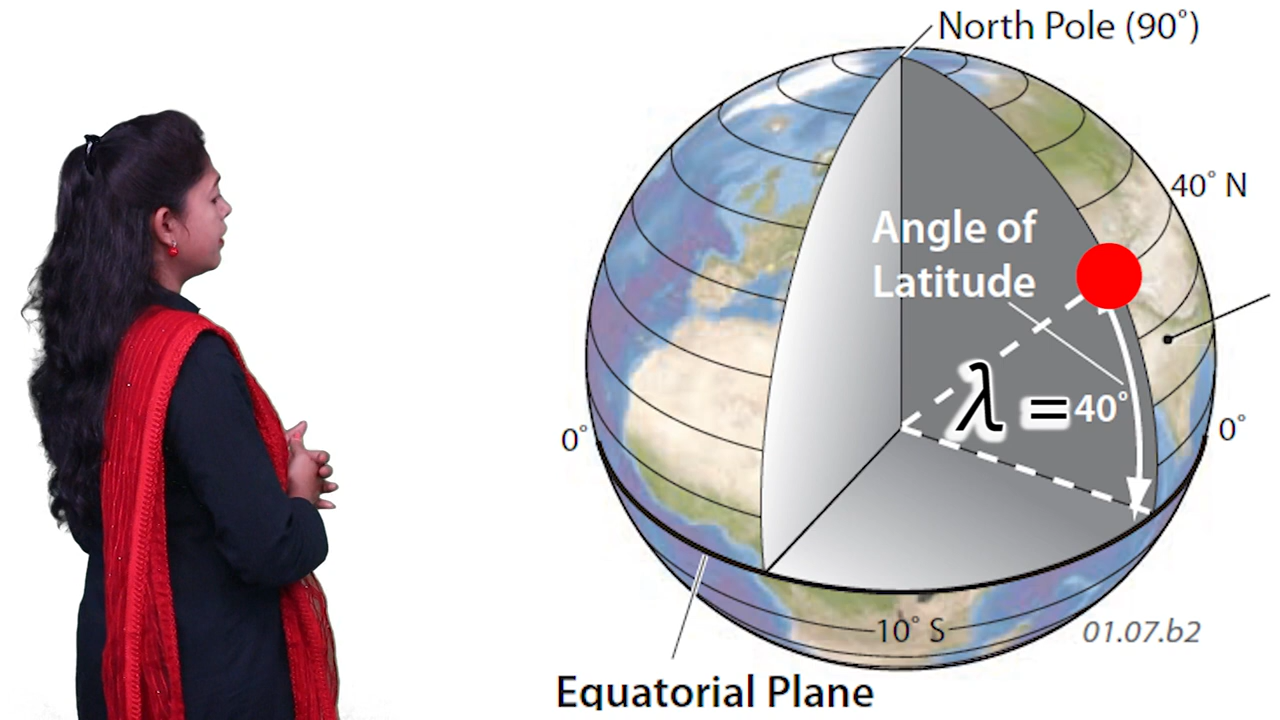 North Pole (90°)
40° N
Angle of
Latitude
λ = 40°
0°
0°
10° S
01.07.b2
Equatorial Plane